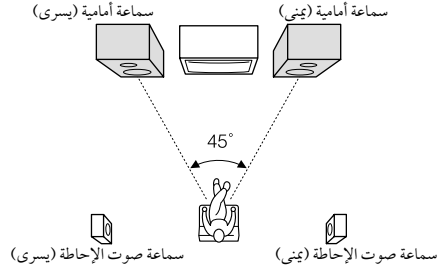 سماعة أمامية (يمنى)
سماعة أمامية (يسرى)
45°
سماعة صوت الإحاطة (يمنى)
سماعة صوت الإحاطة (يسرى)